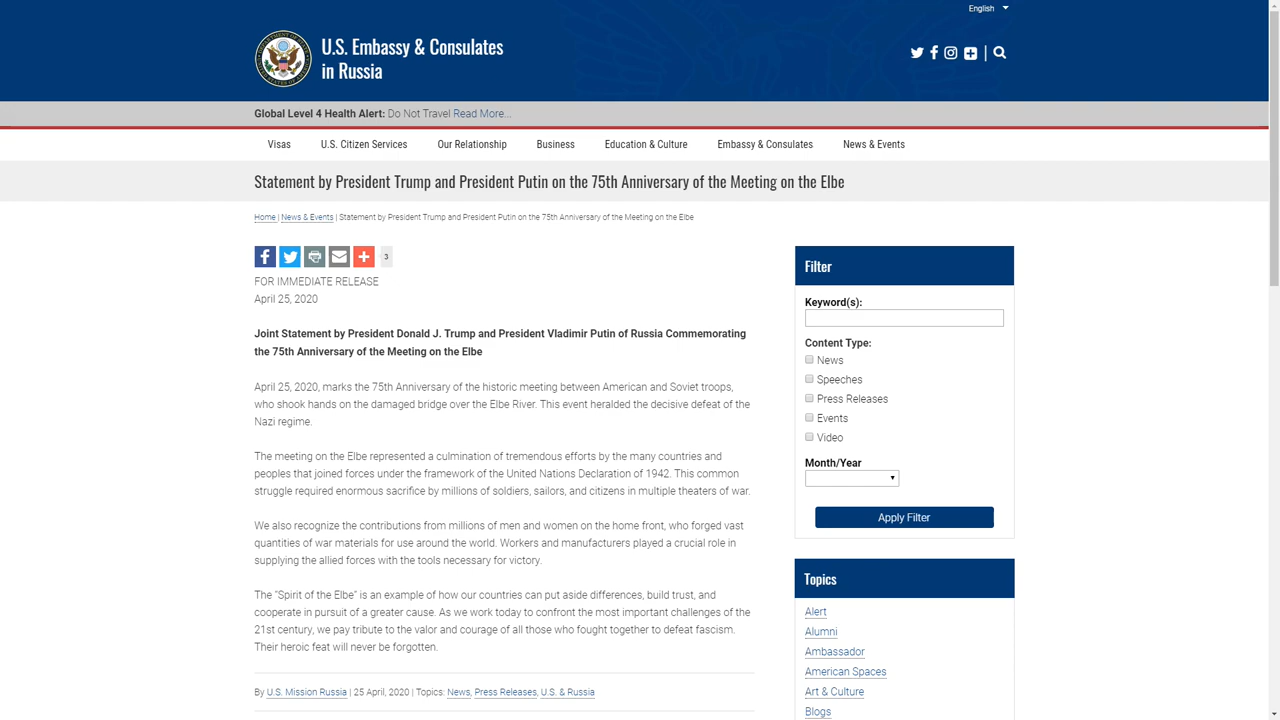 English
U.S. Embassy & Consulates
in Russia
Global Level 4 Health Alert: Do Not Travel Read More...
Visas U.S. Citizen Services Our Relationship Business Education & Culture Embassy & Consulates News & Events
Statement by President Trump and President Putin on the 75th Anniversary of the Meeting on the Elbe
Home | News & Events | Statement by President Trump and President Putin on the 75th Anniversary of the Meeting on the Elbe
3
FOR IMMEDIATE RELEASE
April 25, 2020
Joint Statement by President Donald J. Trump and President Vladimir Putin of Russia Commemorating
the 75th Anniversary of the Meeting on the Elbe
April 25, 2020, marks the 75th Anniversary of the historic meeting between American and Soviet troops,
who shook hands on the damaged bridge over the Elbe River. This event heralded the decisive defeat of the
Nazi regime.
The meeting on the Elbe represented a culmination of tremendous efforts by the many countries and
peoples that joined forces under the framework of the United Nations Declaration of 1942. This common
struggle required enormous sacrifice by millions of soldiers, sailors, and citizens in multiple theaters of war.
We also recognize the contributions from millions of men and women on the home front, who forged vast
quantities of war materials for use around the world. Workers and manufacturers played a crucial role in
supplying the allied forces with the tools necessary for victory.
The “Spirit of the Elbe” is an example of how our countries can put aside differences, build trust, and
cooperate in pursuit of a greater cause. As we work today to confront the most important challenges of the
21st century, we pay tribute to the valor and courage of all those who fought together to defeat fascism.
Their heroic feat will never be forgotten.
By U.S. Mission Russia | 25 April, 2020 | Topics: News, Press Releases, U.S. & Russia
Filter
Keyword(s):
Content Type:
News
Speeches
Press Releases
Events
Video
Month/Year
Apply Filter
Topics
Alert
Alumni
Ambassador
American Spaces
Art & Culture
Blogs